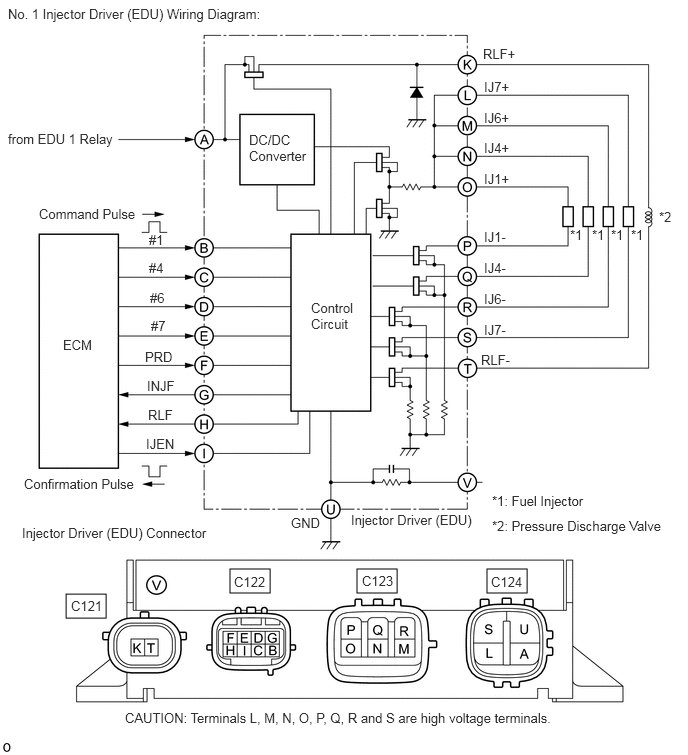 No. 1 Injector Driver (EDU) Wiring Diagram:
K RLF+
L IJ7+
M IJ6+
N IJ4+
O IJ1+
from EDU 1 Relay
A
DC/DC
Converter
*1 *1 *1 *1 *2
Command Pulse
ECM
#1 B
#4 C
#6 D
#7 E
PRD F
INJF G
RLF H
IJEN I
Confirmation Pulse
Control
Circuit
P IJ1-
Q IJ4-
R IJ6-
S IJ7-
T RLF-
V
U
GND
Injector Driver (EDU)
*1: Fuel Injector
*2: Pressure Discharge Valve
Injector Driver (EDU) Connector
V
C121
K T
C122
F E D G
H I C B
C123
P Q R
O N M
C124
S U
L A
CAUTION: Terminals L, M, N, O, P, Q, R and S are high voltage terminals.
O